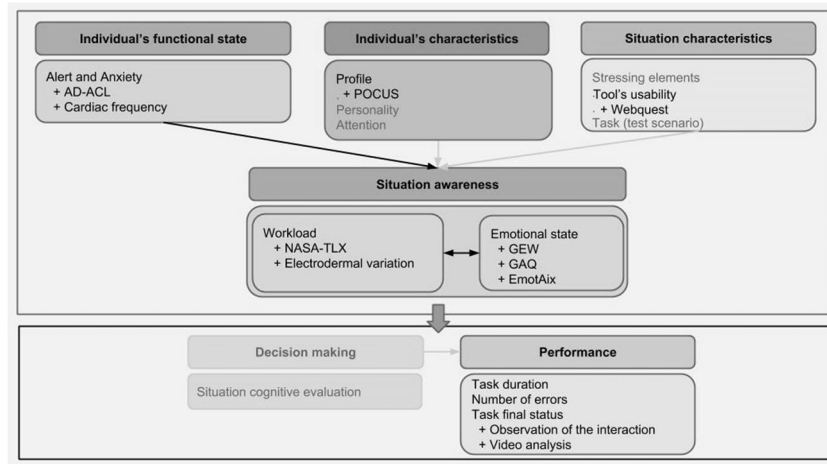 Individual's functional state
Alert and Anxiety
+ AD-ACL
+ Cardiac frequency
Individual's characteristics
Profile
. + POCUS
Personality
Attention
Situation characteristics
Stressing elements
Tool's usability
. + Webquest
Task (test scenario)
Situation awareness
Workload
+ NASA-TLX
+ Electrodermal variation
Emotional state
+ GEW
+ GAQ
+ EmotAix
Decision making
Situation cognitive evaluation
Performance
Task duration
Number of errors
Task final status
+ Observation of the interaction
+ Video analysis